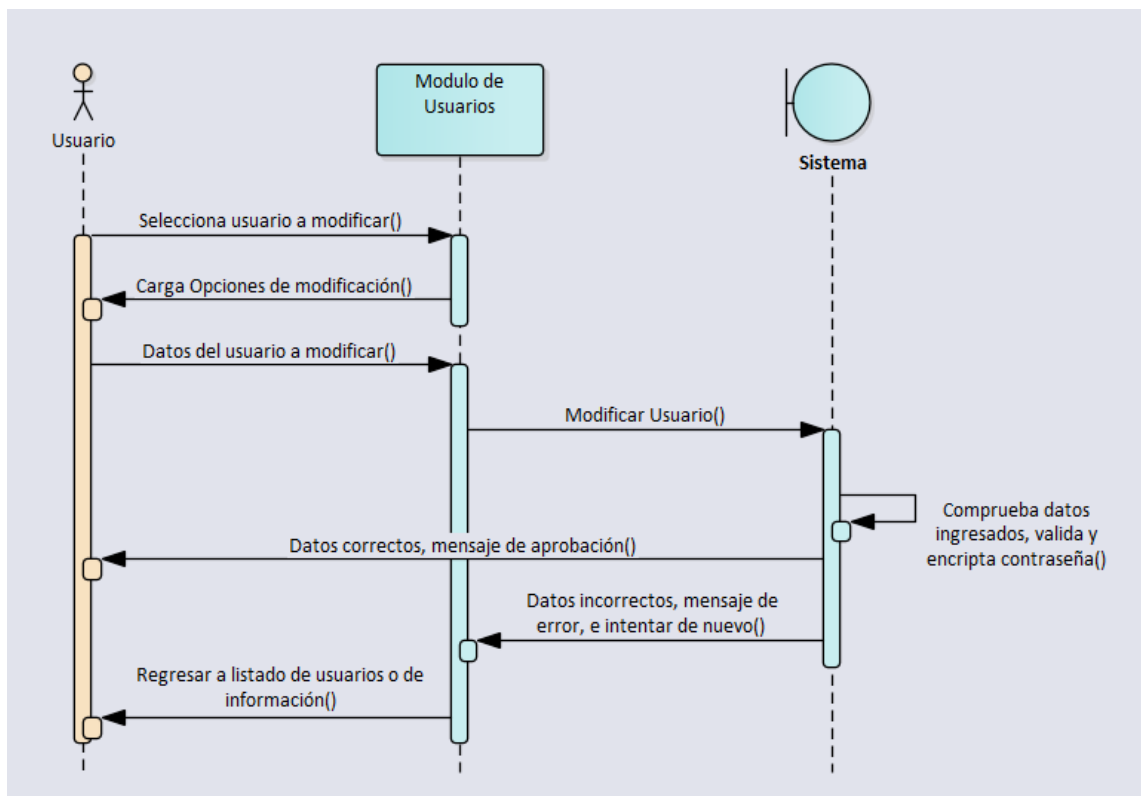 Usuario
Modulo de
Usuarios
Sistema
Selecciona usuario a modificar()
Carga Opciones de modificación()
Datos del usuario a modificar()
Modificar Usuario()
Comprueba datos
ingresados, valida y
encripta contraseña()
Datos correctos, mensaje de aprobación()
Datos incorrectos, mensaje de
error, e intentar de nuevo()
Regresar a listado de usuarios o de
información()